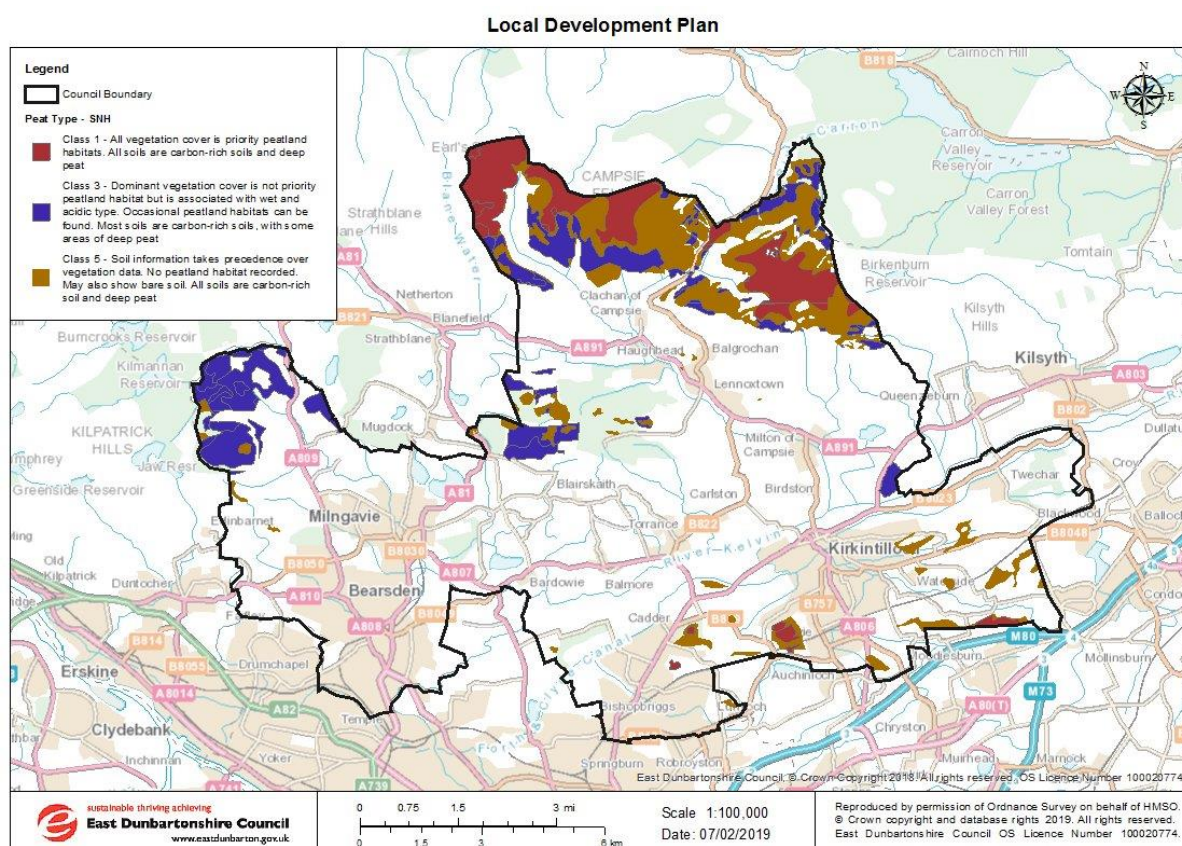 Local Development Plan
Legend
Council Boundary
Peat Type - SNH
Class 1 - All vegetation cover is priority peatland
habitats. All soils are carbon-rich soils and deep
peat
Class 3 - Dominant vegetation cover is not priority
peatland habitat but is associated with wet and
acidic type. Occasional peatland habitats can be
found. Most soils are carbon-rich soils, with some
areas of deep peat
Class 5 - Soil information takes precedence over
vegetation data. No peatland habitat recorded.
May also show bare soil. All soils are carbon-rich
soil and deep peat
N
W E
S
B818
Cairnoch Hill
Carron
Carron
Valley
Reservoir
Carron
Valley Forest
Tomtain
Earl's
CAMPSIE
Blane Water
Strathblane
Hills
A81
Birkenburn
Reservoir
Kilsyth
Hills
Netherton
Clachan of
Campsie
B821
Blanefield
Burncrooks Reservoir
Strathblane
A891
Haughhead
Balgrochan
Kilsyth
Kilmannan
Reservoir
Lennoxtown
A803
Queenzieburn
B802
Mugdock
KILPATRICK
HILLS
Jaw Resr
A809
A891
Milton of
Campsie
Twechar
Croy
Greenside Reservoir
A81
Blairskaith
Carlston
Birdston
Milngavie
Torrance
B822
B8023
B8048
B8030
River Kelvin
Old
Kilpatrick
Duntocher
B8050
A807
Bardowie
Balmore
A810
Bearsden
Cadder
B757
A808
Canal
A806
B814
M80
Erskine
B8055
Drumchapel
Mollinsburn
A8014
Auchinloch
M73
A82
Bishopbriggs
A80(T)
Clydebank
Chryston
Yoker
Inchinnan
Springburn
Robroyston
Muirhead
Marnock
A739
East Dunbartonshire Council. © Crown Copyright 2018. All rights reserved. OS Licence Number 100020774
sustainable thriving achieving
East Dunbartonshire Council
www.eastdunbarton.gov.uk
0 0.75 1.5 3 mi
0 1.5 3 6 km
Scale 1:100,000
Date: 07/02/2019
Reproduced by permission of Ordnance Survey on behalf of HMSO.
© Crown copyright and database rights 2019. All rights reserved.
East Dunbartonshire Council OS Licence Number 100020774.